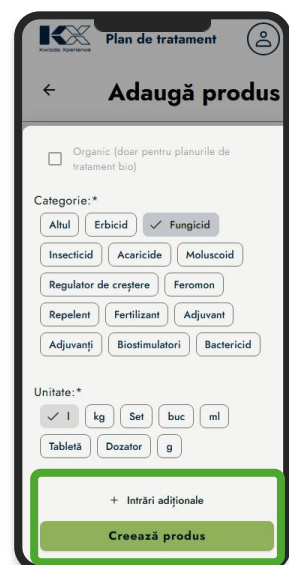 KX
Kwizda Xperience
Plan de tratament
← Adaugă produs
Organic (doar pentru planurile de
tratament bio)
Categorie:*
Altul Erbicid ✓ Fungicid
Insecticid Acaricide Moluscoid
Regulator de creștere Feromon
Repelent Fertilizant Adjuvant
Adjuvanți Biostimulatori Bactericid
Unitate:*
✓ l kg Set buc ml
Tabletă Dozator g
+ Intrări adiționale
Creează produs